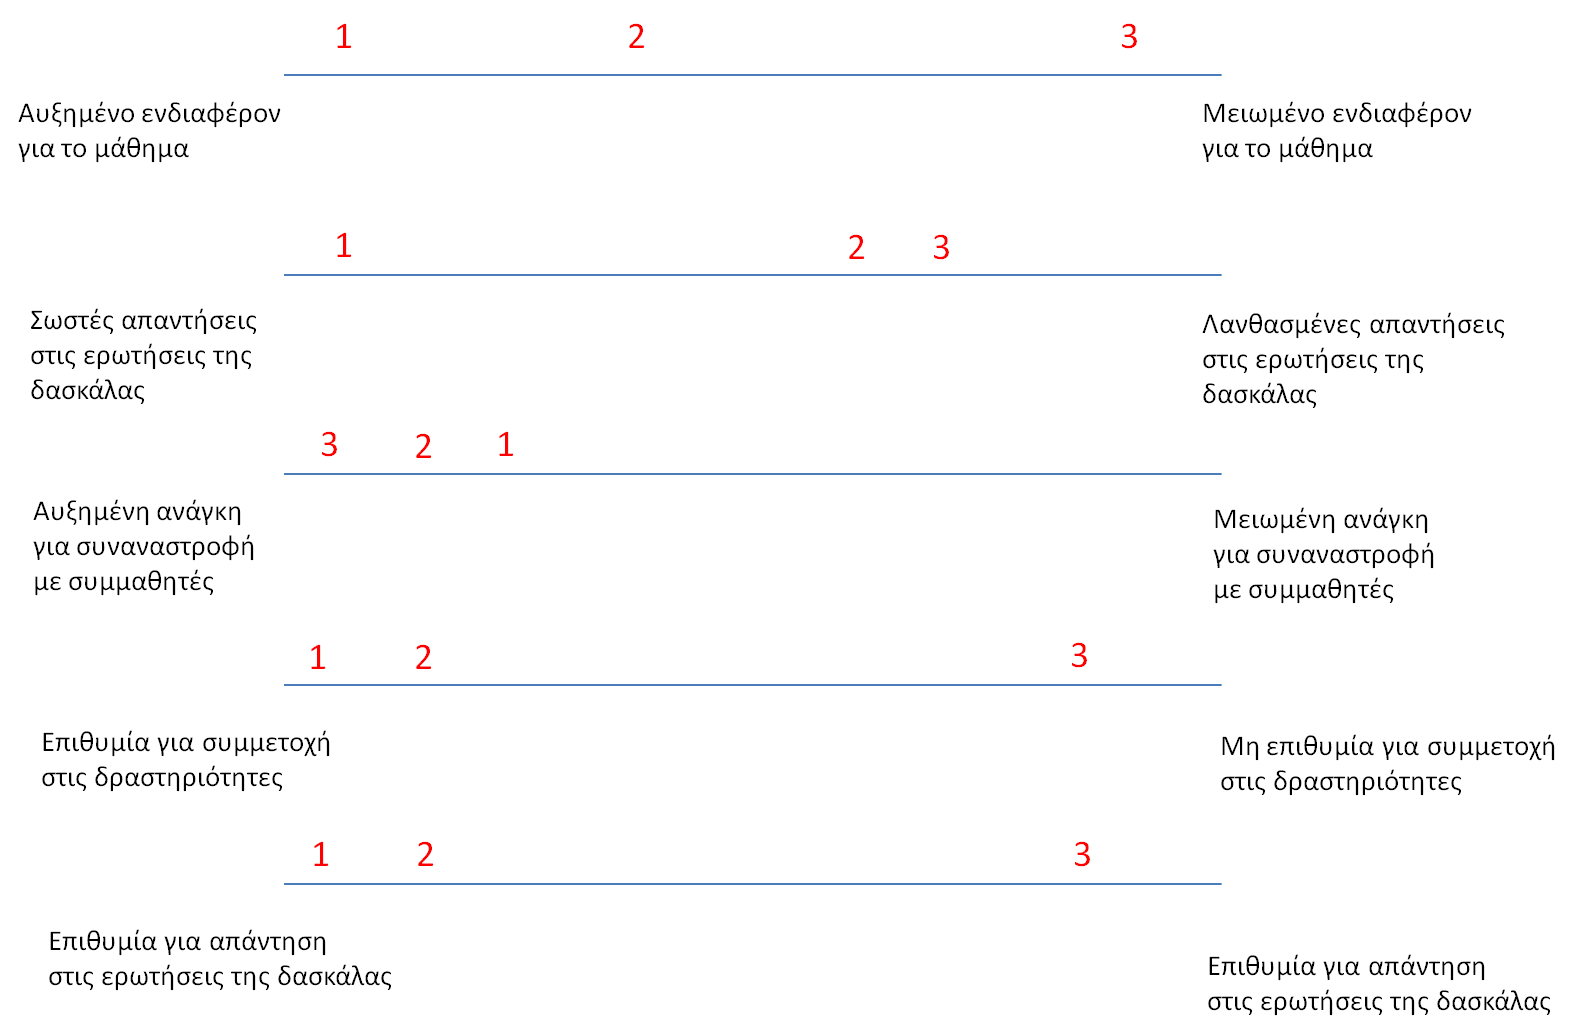 1 2 3
Αυξημένο ενδιαφέρον
για το μάθημα
Μειωμένο ενδιαφέρον
για το μάθημα
1 2 3
Σωστές απαντήσεις
στις ερωτήσεις της
δασκάλας
Λανθασμένες απαντήσεις
στις ερωτήσεις της
δασκάλας
3 2 1
Αυξημένη ανάγκη
για συναναστροφή
με συμμαθητές
Μειωμένη ανάγκη
για συναναστροφή
με συμμαθητές
1 2 3
Επιθυμία για συμμετοχή
στις δραστηριότητες
Μη επιθυμία για συμμετοχή
στις δραστηριότητες
1 2 3
Επιθυμία για απάντηση
στις ερωτήσεις της δασκάλας
Επιθυμία για απάντηση
στις ερωτήσεις της δασκάλας